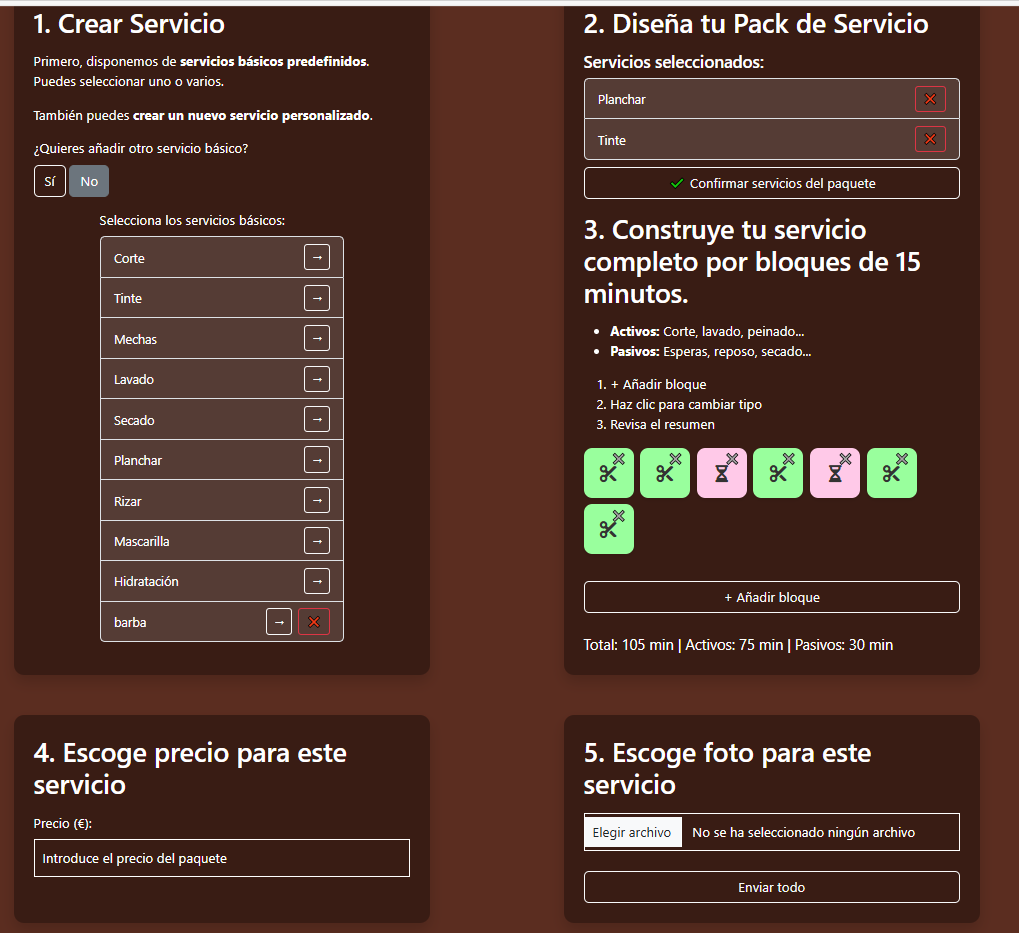 1. Crear Servicio
Primero, disponemos de servicios básicos predefinidos.
Puedes seleccionar uno o varios.
También puedes crear un nuevo servicio personalizado.
¿Quieres añadir otro servicio básico?
Sí No
Selecciona los servicios básicos:
Corte →
Tinte →
Mechas →
Lavado →
Secado →
Planchar →
Rizar →
Mascarilla →
Hidratación →
barba →
2. Diseña tu Pack de Servicio
Servicios seleccionados:
Planchar
Tinte
Confirmar servicios del paquete
3. Construye tu servicio
completo por bloques de 15
minutos.
• Activos: Corte, lavado, peinado...
• Pasivos: Esperas, reposo, secado...
1. + Añadir bloque
2. Haz clic para cambiar tipo
3. Revisa el resumen
+ Añadir bloque
Total: 105 min | Activos: 75 min | Pasivos: 30 min
4. Escoge precio para este
servicio
Precio (€):
Introduce el precio del paquete
5. Escoge foto para este
servicio
Elegir archivo No se ha seleccionado ningún archivo
Enviar todo